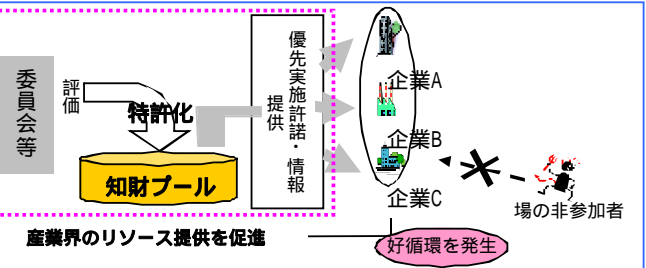 委員会等
評価
特許化
知財プール
優先実施許諾・情報
提供
企業A
企業B
企業C
場の非参加者
産業界のリソース提供を促進
好循環を発生